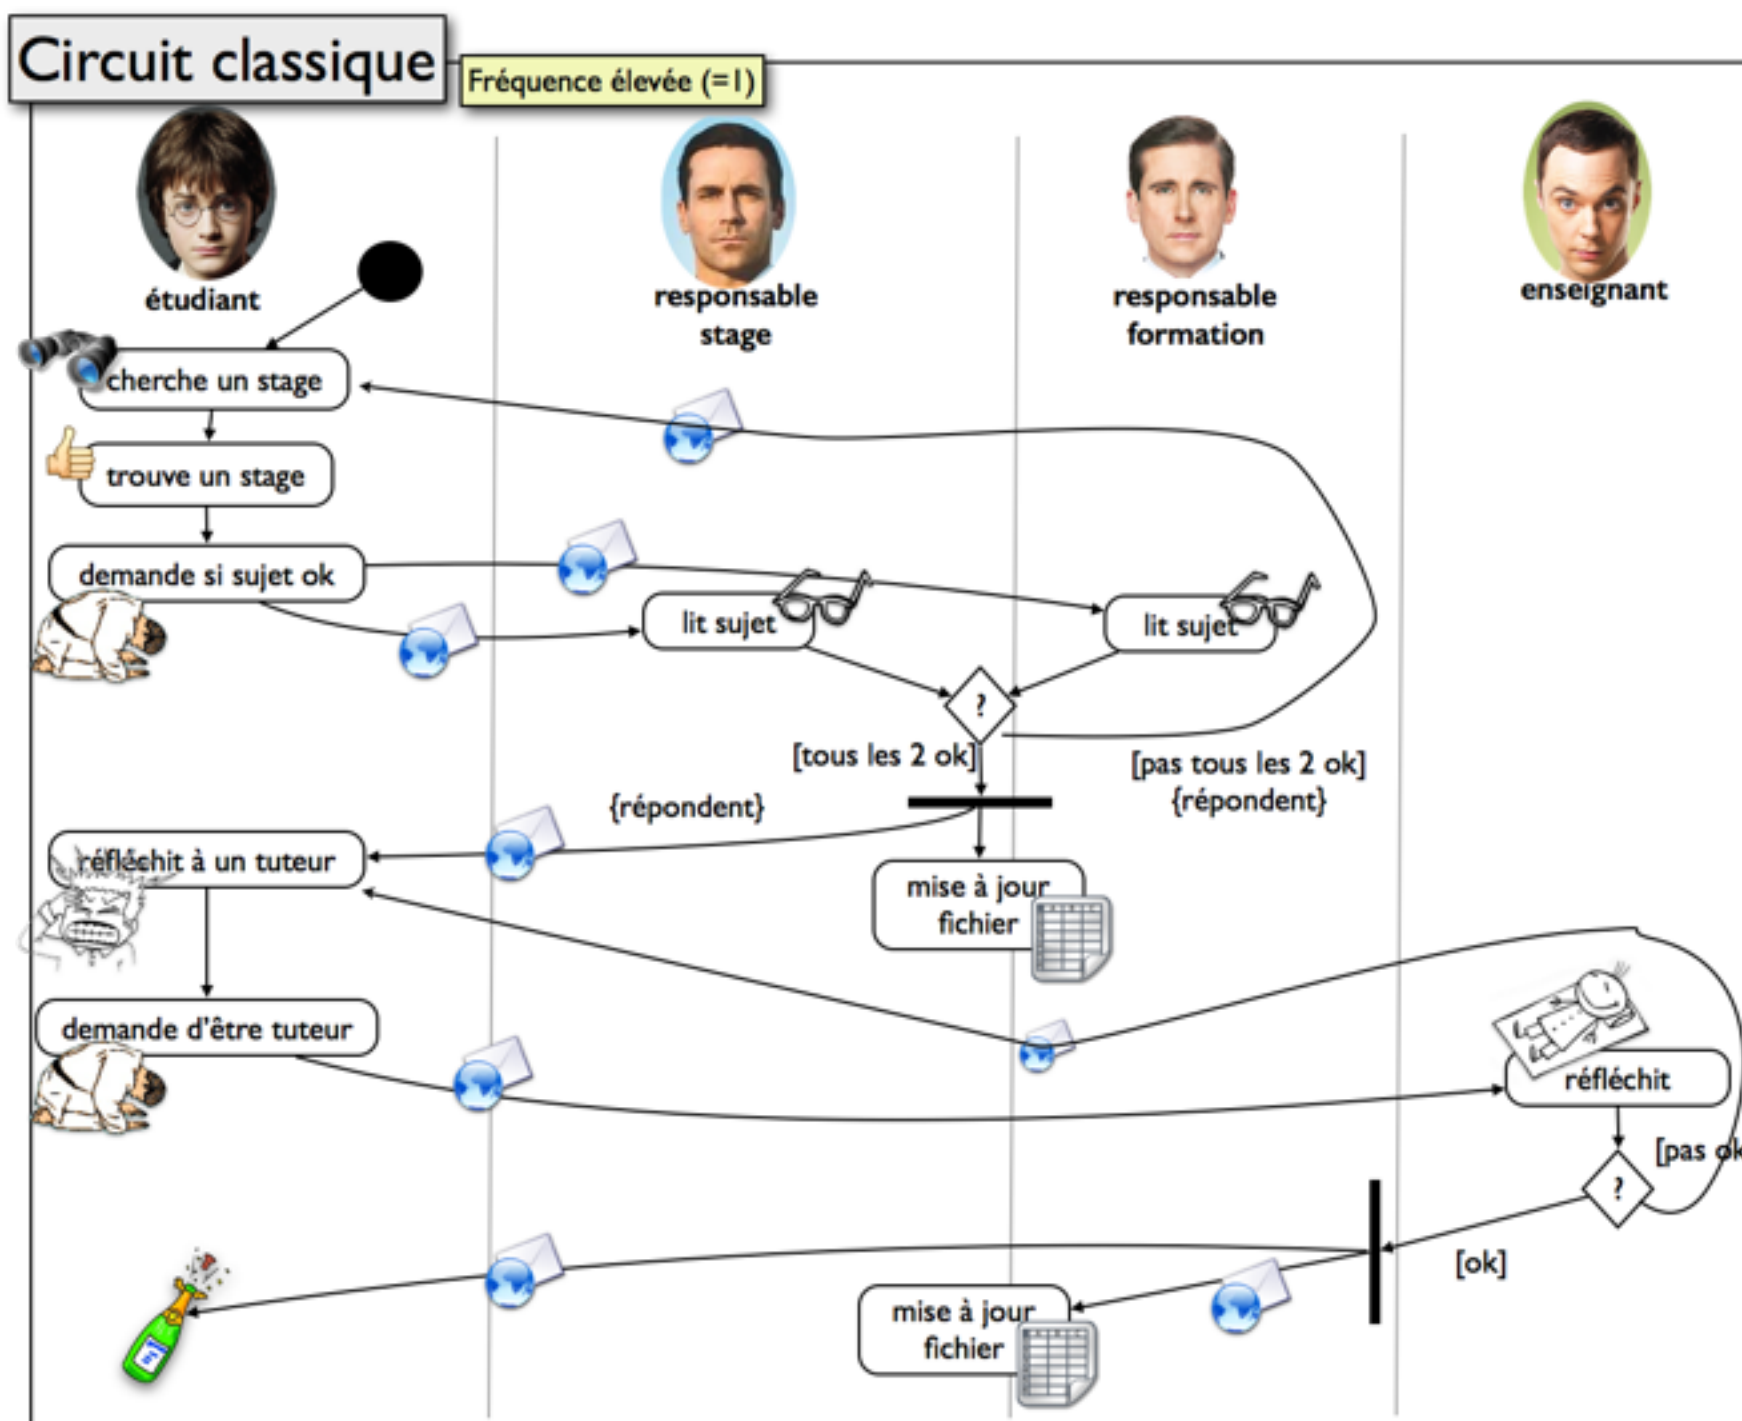 Circuit classique
Fréquence élevée (=1)
étudiant
responsable
stage
responsable
formation
enseignant
cherche un stage
trouve un stage
demande si sujet ok
lit sujet
lit sujet
?
[tous les 2 ok]
[pas tous les 2 ok]
{répondent}
{répondent}
réfléchit à un tuteur
mise à jour
fichier
demande d'être tuteur
réfléchit
[pas ok
?
[ok]
mise à jour
fichier